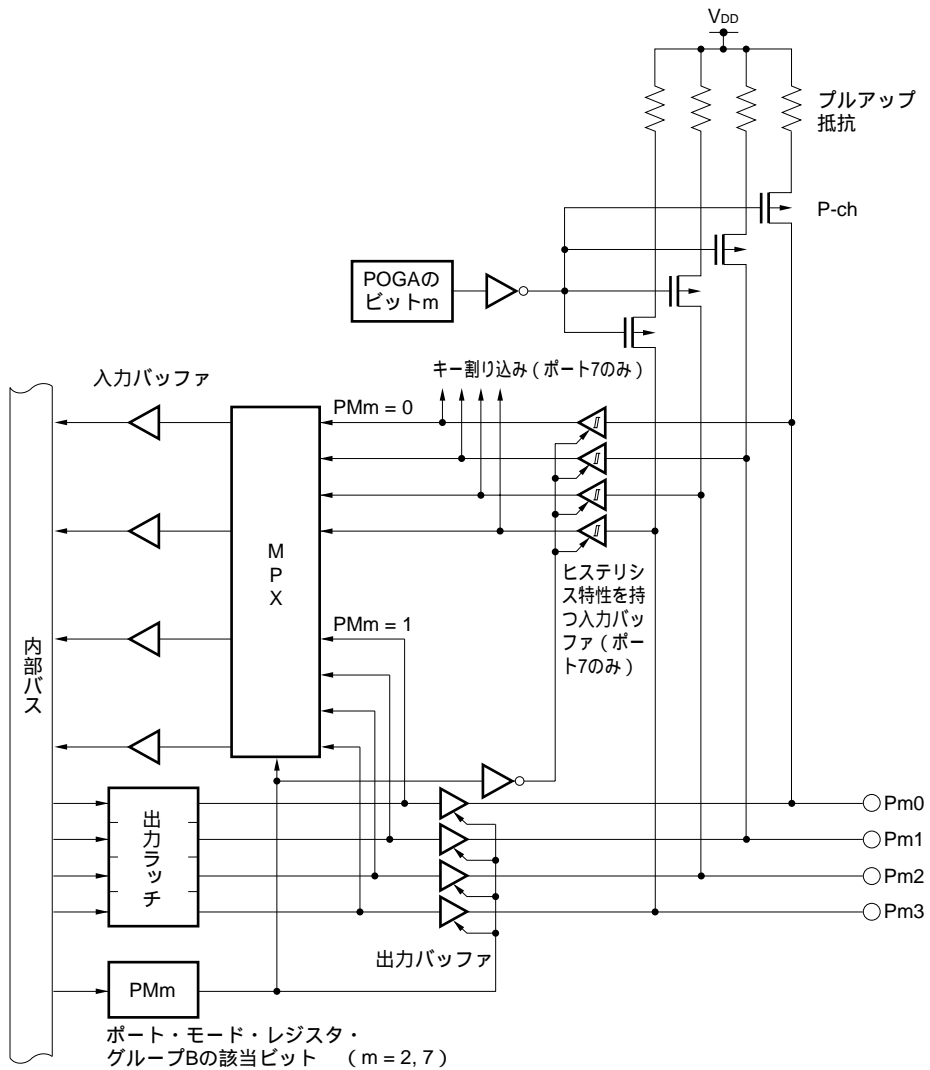 VDD
プルアップ
抵抗
P-ch
POGAの
ビットm
キー割り込み（ポート7のみ）
入力バッファ
PMm = 0
M
P
X
ヒステリシ
ス特性を持
つ入力バッ
ファ（ポー
ト7のみ）
PMm = 1
内部バス
出力ラッチ
Pm0
Pm1
Pm2
Pm3
出力バッファ
PMm
ポート・モード・レジスタ・
グループBの該当ビット （m = 2, 7）